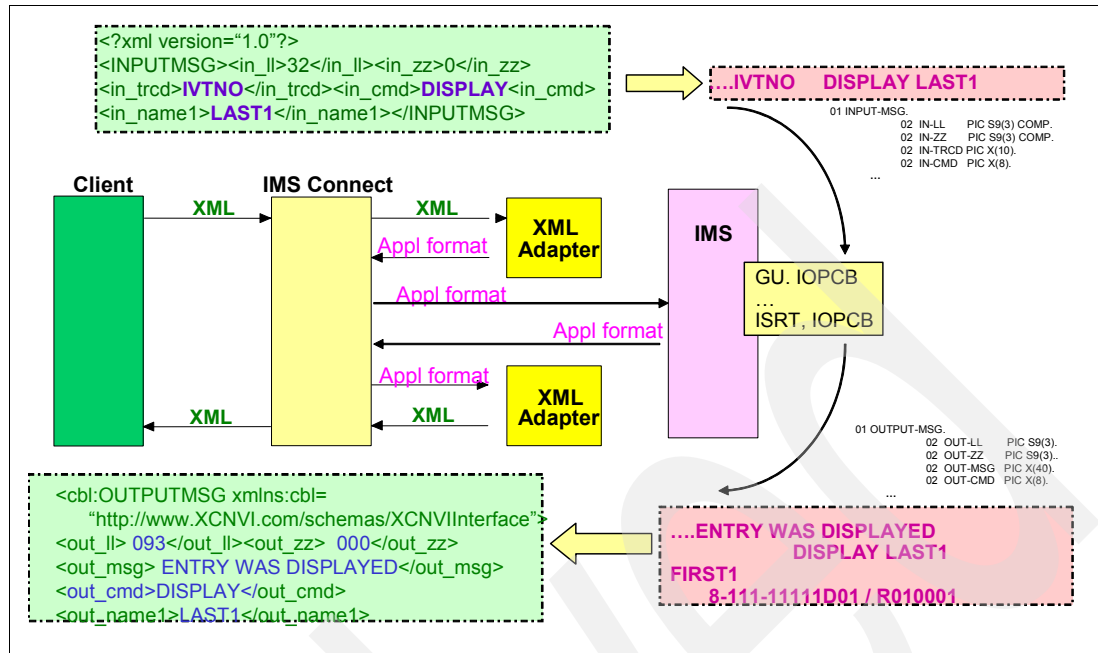 <?xml version=“1.0”?>
<INPUTMSG><in_ll>32</in_ll><in_zz>0</in_zz>
<in_trcd>IVTNO</in_trcd><in_cmd>DISPLAY<in_cmd>
<in_name1>LAST1</in_name1></INPUTMSG>
....IVTNO DISPLAY LAST1
01 INPUT-MSG.
02 IN-LL PIC S9(3) COMP.
02 IN-ZZ PIC S9(3) COMP.
02 IN-TRCD PIC X(10).
02 IN-CMD PIC X(8).
...
Client
IMS Connect
XML
XML
XML
Adapter
Appl format
IMS
GU. IOPCB
...
ISRT, IOPCB
Appl format
Appl format
Appl format
XML
Adapter
XML
XML
01 OUTPUT-MSG.
02 OUT-LL PIC S9(3).
02 OUT-ZZ PIC S9(3)..
02 OUT-MSG PIC X(40).
02 OUT-CMD PIC X(8).
...
<cbl:OUTPUTMSG xmlns:cbl=
“http://www.XCNVI.com/schemas/XCNVIInterface”>
<out_ll> 093</out_ll><out_zz> 000</out_zz>
<out_msg> ENTRY WAS DISPLAYED</out_msg>
<out_cmd>DISPLAY</out_cmd>
<out_name1>LAST1</out_name1>
....ENTRY WAS DISPLAYED
DISPLAY LAST1
FIRST1
8-111-11111D01 / R010001